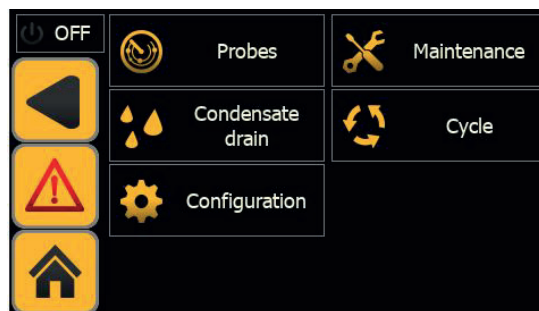 OFF
Probes
Maintenance
Condensate
drain
Cycle
Configuration